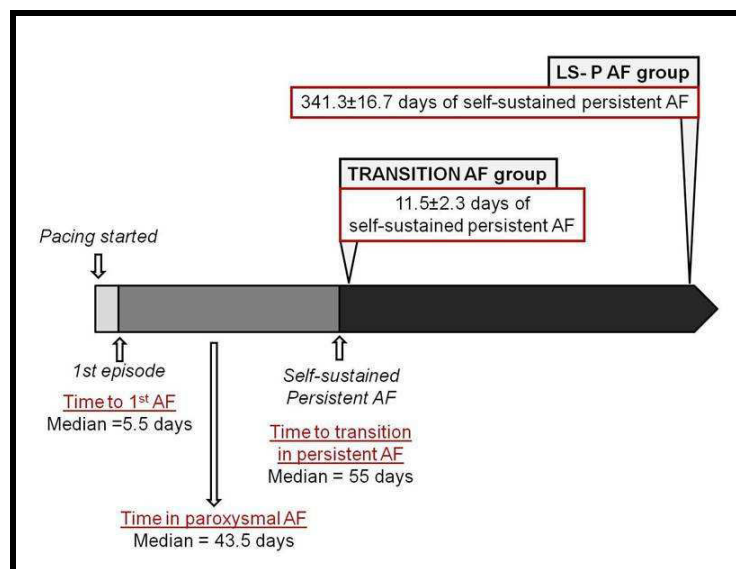 LS- P AF group
341.3±16.7 days of self-sustained persistent AF
TRANSITION AF group
11.5±2.3 days of
self-sustained persistent AF
Pacing started
1st episode
Time to 1st AF
Median =5.5 days
Self-sustained
Persistent AF
Time to transition
in persistent AF
Median = 55 days
Time in paroxysmal AF
Median = 43.5 days